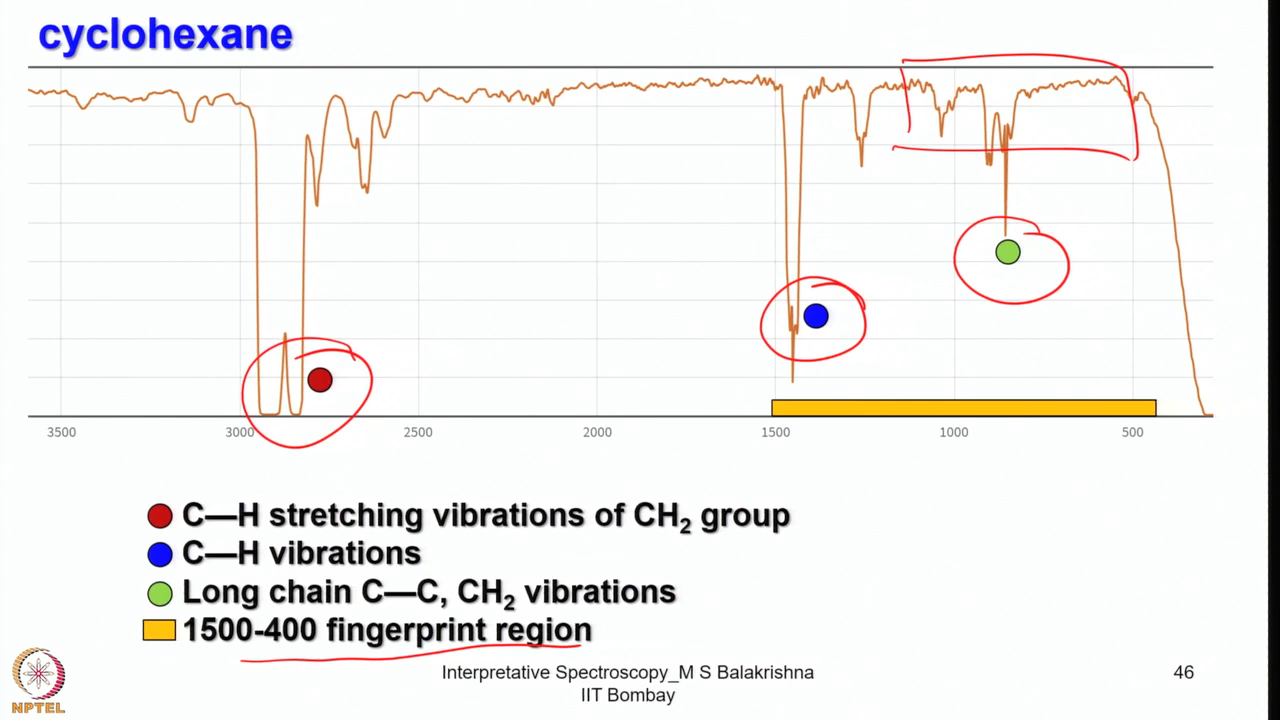 cyclohexane
3500 3000 2500 2000 1500 1000 500
C—H stretching vibrations of CH₂ group
C—H vibrations
Long chain C—C, CH₂ vibrations
1500-400 fingerprint region
Interpretative Spectroscopy_M S Balakrishna
IIT Bombay
46
NPTEL